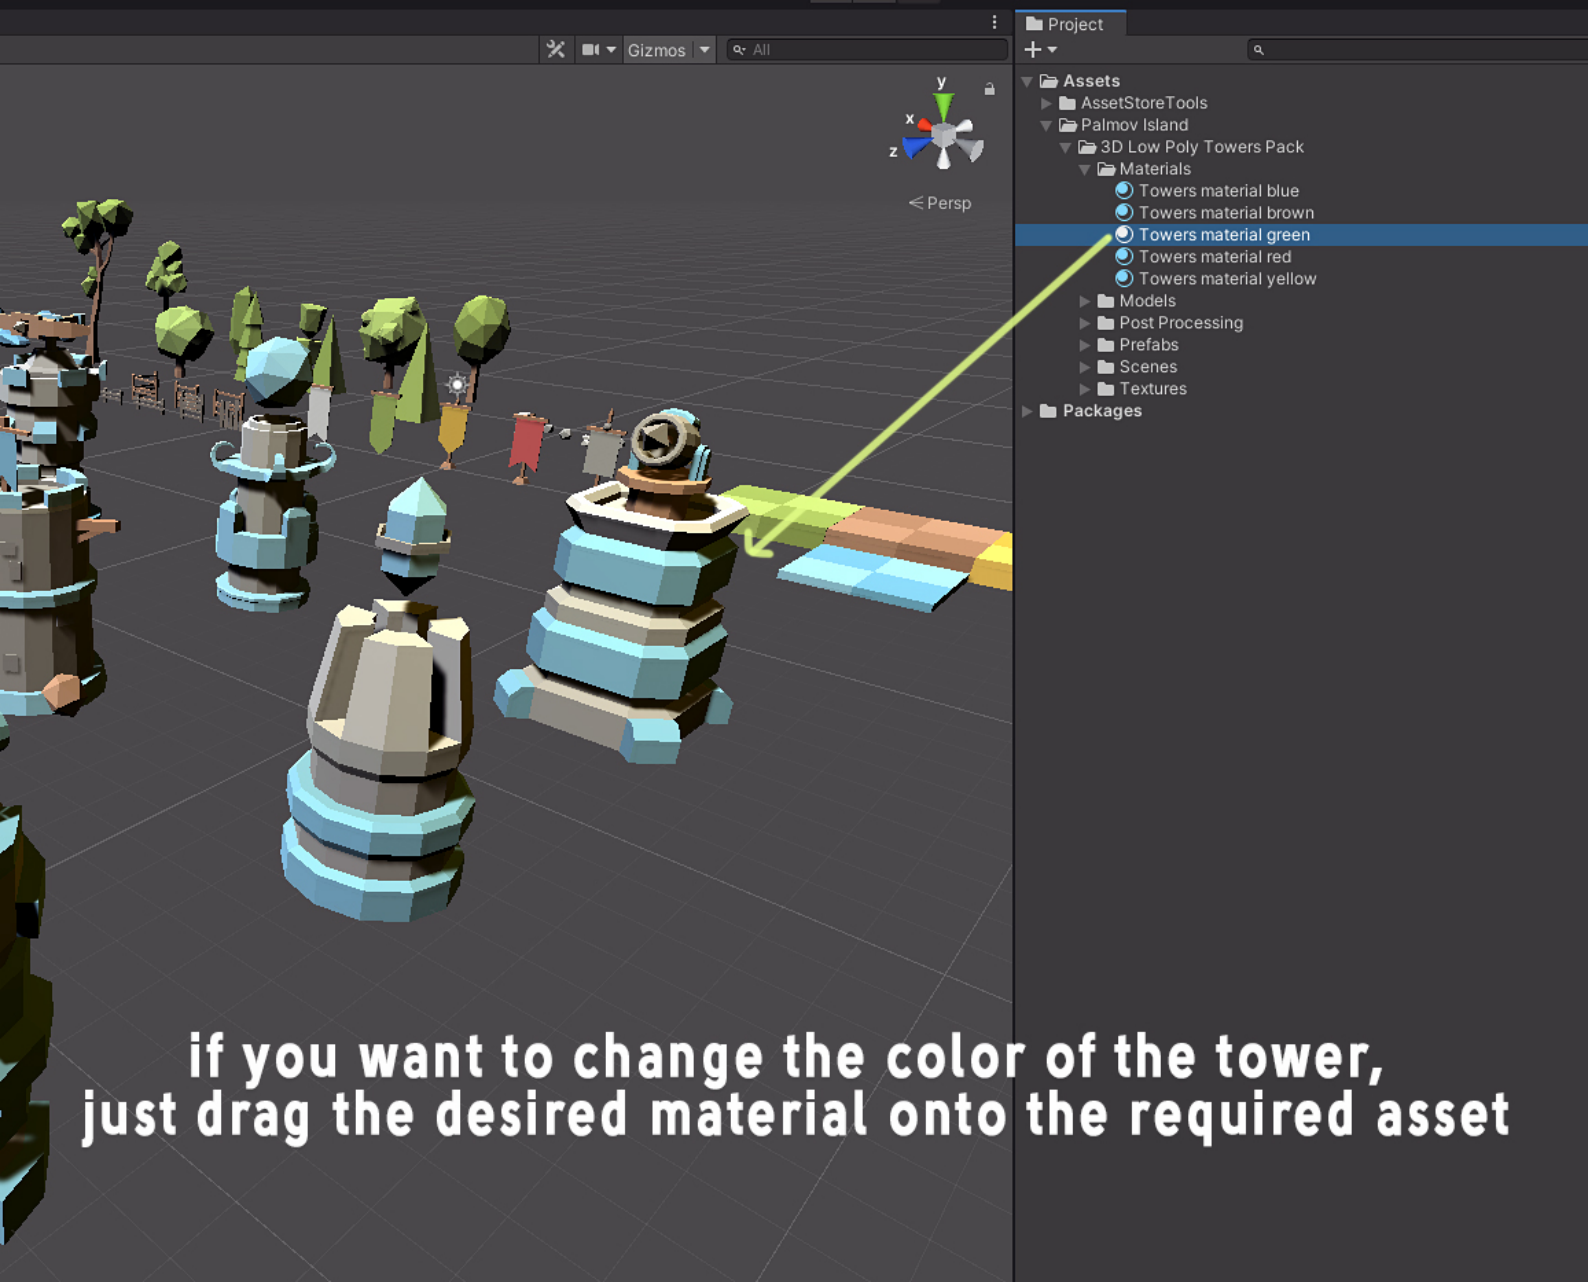 Project
Gizmos
All
y
x
z
Persp
Assets
AssetStoreTools
Palmov Island
3D Low Poly Towers Pack
Materials
Towers material blue
Towers material brown
Towers material green
Towers material red
Towers material yellow
Models
Post Processing
Prefabs
Scenes
Textures
Packages
if you want to change the color of the tower,
just drag the desired material onto the required asset